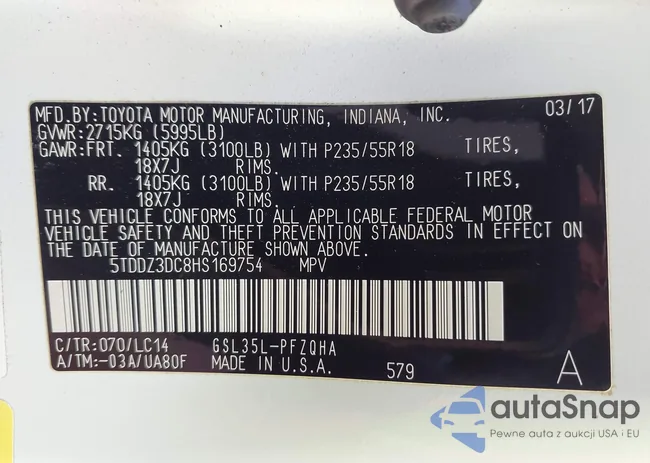 MFD.BY:TOYOTA MOTOR MANUFACTURING, INDIANA, INC. 03/17
GVWR:2715KG (5995LB)
GAWR:FRT. 1405KG (3100LB) WITH P235/55R18 TIRES,
18X7J RIMS.
RR. 1405KG (3100LB) WITH P235/55R18 TIRES,
18X7J RIMS.
THIS VEHICLE CONFORMS TO ALL APPLICABLE FEDERAL MOTOR
VEHICLE SAFETY AND THEFT PREVENTION STANDARDS IN EFFECT ON
THE DATE OF MANUFACTURE SHOWN ABOVE.
5TDDZ3DC8HS169754 MPV
C/TR:070/LC14 GSL35L-PFZQHA
A/TM:-03A/UA80F MADE IN U.S.A. 579 A
autaSnap
Pewne auta z aukcji USA i EU